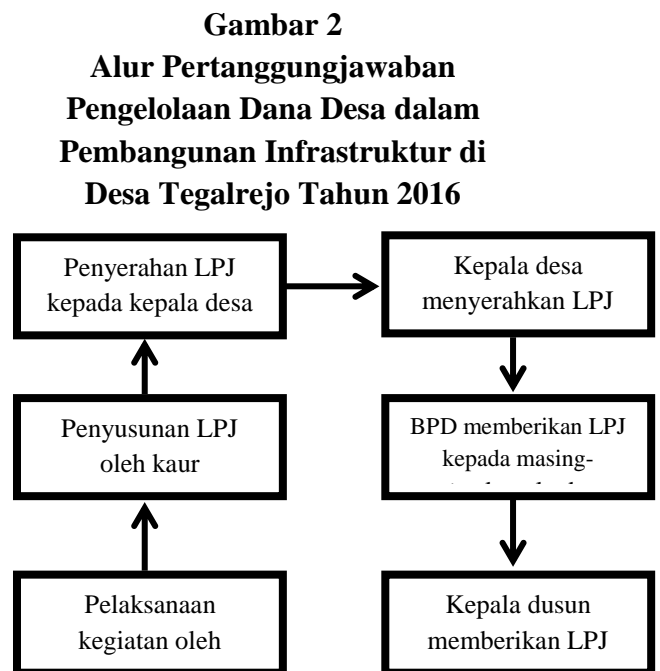 Gambar 2
Alur Pertanggungjawaban
Pengelolaan Dana Desa dalam
Pembangunan Infrastruktur di
Desa Tegalrejo Tahun 2016
Penyerahan LPJ
kepada kepala desa
Kepala desa
menyerahkan LPJ
Penyusunan LPJ
oleh kaur
BPD memberikan LPJ
kepada masing-
Pelaksanaan
kegiatan oleh
Kepala dusun
memberikan LPJ